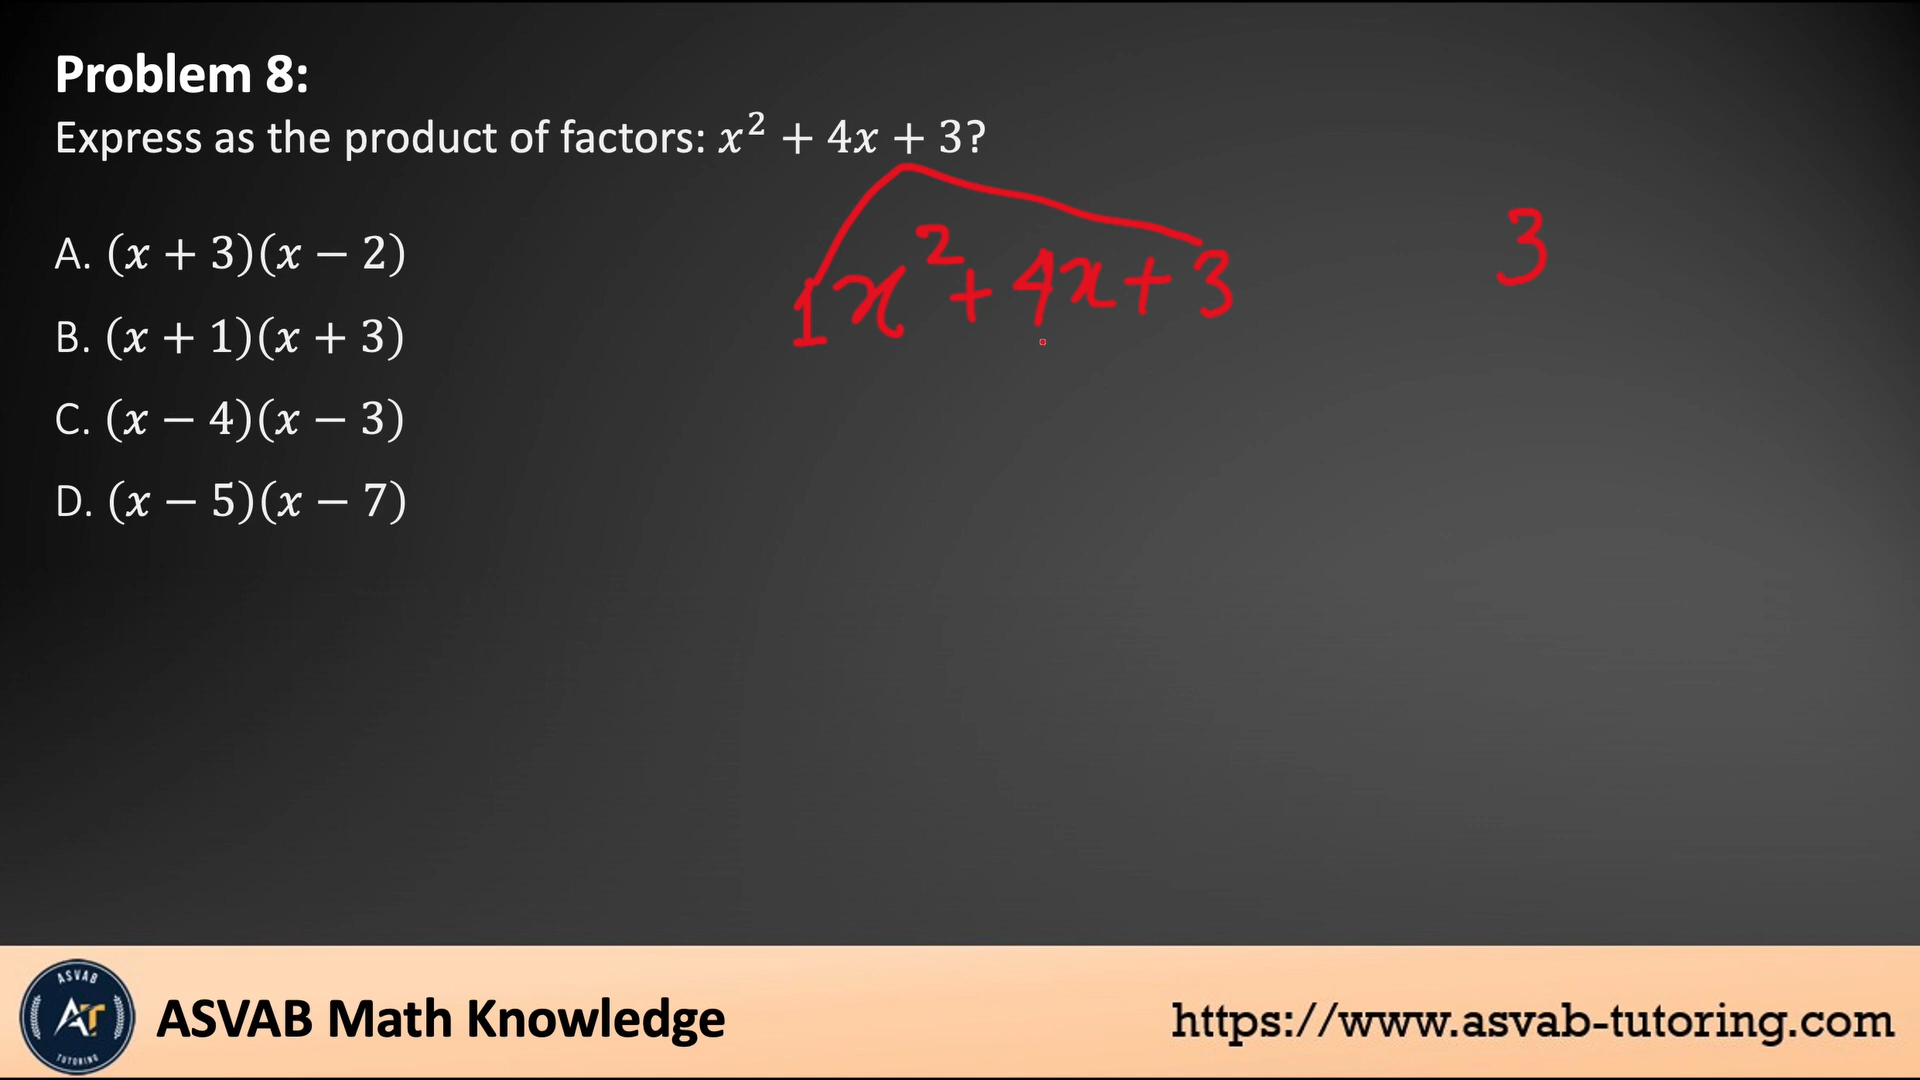 Problem 8:
Express as the product of factors: x² + 4x + 3?
A. (x + 3)(x − 2)
B. (x + 1)(x + 3)
C. (x − 4)(x − 3)
D. (x − 5)(x − 7)
1x² + 4x + 3
3
ASVAB
AT
TUTORING
ASVAB Math Knowledge
https://www.asvab-tutoring.com